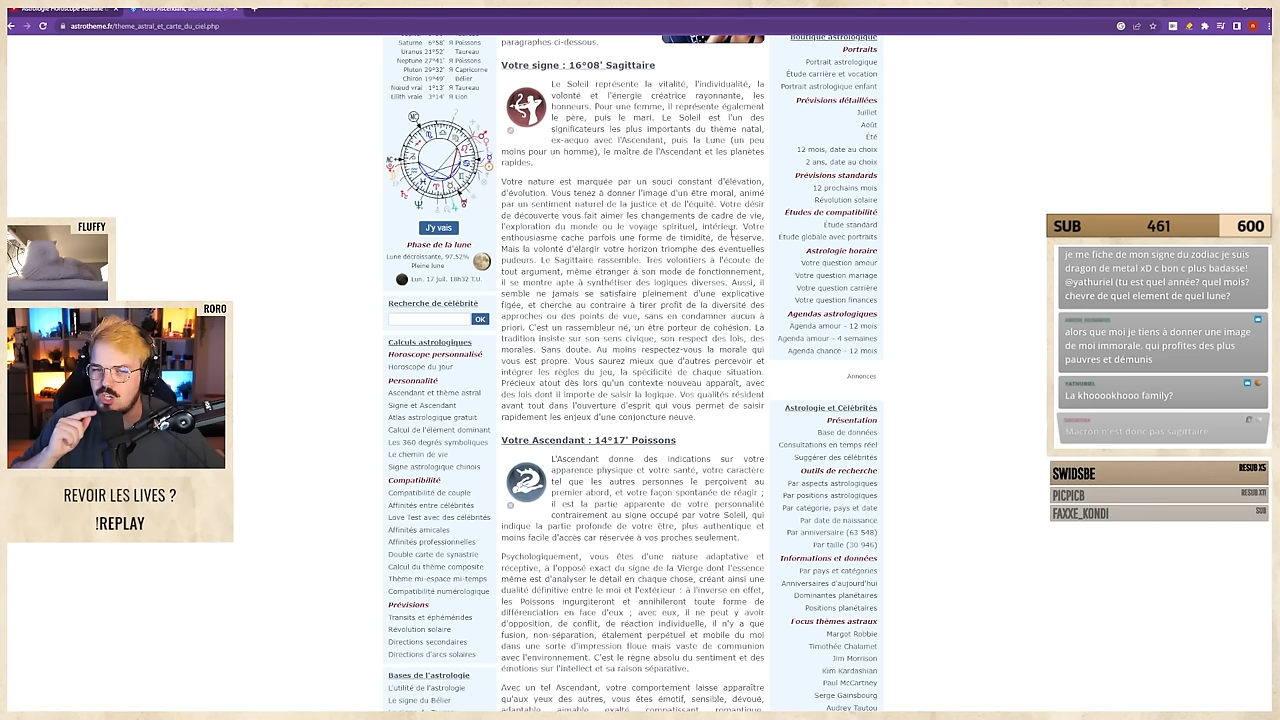 Astrologie Horoscope semaine
Votre Ascendant, thème astral,
astrotheme.fr/theme_astral_et_carte_du_ciel.php
Saturne 6°58' Я Poissons
Uranus 21°52' Taureau
Neptune 27°41' Я Poissons
Pluton 29°32' Я Capricorne
Chiron 19°49' Bélier
Nœud vrai 1°13' Я Taureau
Lilith vraie 3°14' Я Lion
J'y vais
Phase de la lune
Lune décroissante, 97.52%
Pleine lune
Lun. 17 juil. 18h32 T.U.
Recherche de célébrité
OK
Calculs astrologiques
Horoscope personnalisé
Horoscope du jour
Personnalité
Ascendant et thème astral
Signe et Ascendant
Atlas astrologique gratuit
Calcul de l'élément dominant
Les 360 degrés symboliques
Le chemin de vie
Signe astrologique chinois
Compatibilité
Compatibilité de couple
Affinités entre célébrités
Love Test avec des célébrités
Affinités amicales
Affinités professionnelles
Double carte de synastrie
Calcul du thème composite
Thème mi-espace mi-temps
Compatibilité numérologique
Prévisions
Transits et éphémérides
Révolution solaire
Directions secondaires
Directions d'arcs solaires
Bases de l'astrologie
L'utilité de l'astrologie
Le signe du Bélier
paragraphes ci-dessous.
Votre signe : 16°08' Sagittaire
Le Soleil représente la vitalité, l'individualité, la
volonté et l'énergie créatrice rayonnante, les
honneurs. Pour une femme, il représente également
le père, puis le mari. Le Soleil est l'un des
significateurs les plus importants du thème natal,
ex-aequo avec l'Ascendant, puis la Lune (un peu
moins pour un homme), le maître de l'Ascendant et les planètes
rapides.
Votre nature est marquée par un souci constant d'élévation,
d'évolution. Vous tenez à donner l'image d'un être moral, animé
par un sentiment naturel de la justice et de l'équité. Votre désir
de découverte vous fait aimer les changements de cadre de vie,
l'exploration du monde ou le voyage spirituel, intérieur. Votre
enthousiasme cache parfois une forme de timidité, de réserve.
Mais la volonté d'élargir votre horizon triomphe des éventuelles
pudeurs. Le Sagittaire rassemble. Très volontiers à l'écoute de
tout argument, même étranger à son mode de fonctionnement,
il se montre apte à synthétiser des logiques diverses. Aussi, il
semble ne jamais se satisfaire pleinement d'une explicative
figée, et cherche au contraire à tirer profit de la diversité des
approches ou des points de vue, sans en condamner aucun à
priori. C'est un rassembleur né, un être porteur de cohésion. La
tradition insiste sur son sens civique, son respect des lois, des
morales. Sans doute. Au moins respectez-vous la morale qui
vous est propre. Vous saurez mieux que d'autres percevoir et
intégrer les règles du jeu, la spécificité de chaque situation.
Précieux atout dès lors qu'un contexte nouveau apparaît, avec
des lois dont il importe de saisir la logique. Vos qualités résident
avant tout dans l'ouverture d'esprit qui vous permet de saisir
rapidement les enjeux d'une conjoncture neuve.
Votre Ascendant : 14°17' Poissons
L'Ascendant donne des indications sur votre
apparence physique et votre santé, votre caractère
tel que les autres personnes le perçoivent au
premier abord, et votre façon spontanée de réagir ;
il est la partie apparente de votre personnalité
contrairement au signe occupé par votre Soleil, qui
indique la partie profonde de votre être, plus authentique et
moins facile d'accès car réservée à vos proches seulement.
Psychologiquement, vous êtes d'une nature adaptative et
réceptive, à l'opposé exact du signe de la Vierge dont l'essence
même est d'analyser le détail en chaque chose, créant ainsi une
dualité définitive entre le moi et l'extérieur : à l'inverse en effet,
les Poissons ingurgiteront et annihileront toute forme de
différenciation en face d'eux ; avec eux, il ne peut y avoir
d'opposition, de conflit, de réaction individuelle, il n'y a que
fusion, non-séparation, étalement perpétuel et mobile du moi
dans une sorte d'impression floue mais vaste de communion
avec l'environnement. C'est le règne absolu du sentiment et des
émotions sur l'intellect et sa raison séparative.
Avec un tel Ascendant, votre comportement laisse apparaître
qu'aux yeux des autres, vous êtes émotif, sensible, dévoué,
adaptable, aimable, exalté, compatissant, romantique,
Boutique astrologique
Portraits
Portrait astrologique
Étude carrière et vocation
Portrait astrologique enfant
Prévisions détaillées
Juillet
Août
Été
12 mois, date au choix
2 ans, date au choix
Prévisions standards
12 prochains mois
Révolution solaire
Études de compatibilité
Étude standard
Étude globale avec portraits
Astrologie horaire
Votre question amour
Votre question mariage
Votre question carrière
Votre question finances
Agendas astrologiques
Agenda amour - 12 mois
Agenda amour - 4 semaines
Agenda chance - 12 mois
Annonces
Astrologie et Célébrités
Présentation
Base de données
Consultations en temps réel
Suggérer des célébrités
Outils de recherche
Par aspects astrologiques
Par positions astrologiques
Par catégorie, pays et date
Par date de naissance
Par anniversaire (63 548)
Par taille (30 946)
Informations et données
Par pays et catégories
Anniversaires d'aujourd'hui
Dominantes planétaires
Positions planétaires
Focus thèmes astraux
Margot Robbie
Timothée Chalamet
Jim Morrison
Kim Kardashian
Paul McCartney
Serge Gainsbourg
Audrey Tautou
FLUFFY
RORO
REVOIR LES LIVES ?
!REPLAY
SUB 461 600
je me fiche de mon signe du zodiac je suis
dragon de metal xD c bon c plus badasse!
@yathuriel (tu est quel année? quel mois?
chevre de quel element de quel lune?
alors que moi je tiens à donner une image
de moi immorale, qui profites des plus
pauvres et démunis
YATHURIEL
La khooookhooo family?
Macron n'est donc pas sagittaire
SWIDSBE RESUB X5
PICPICB RESUB X11
FAXXE_KONDI SUB